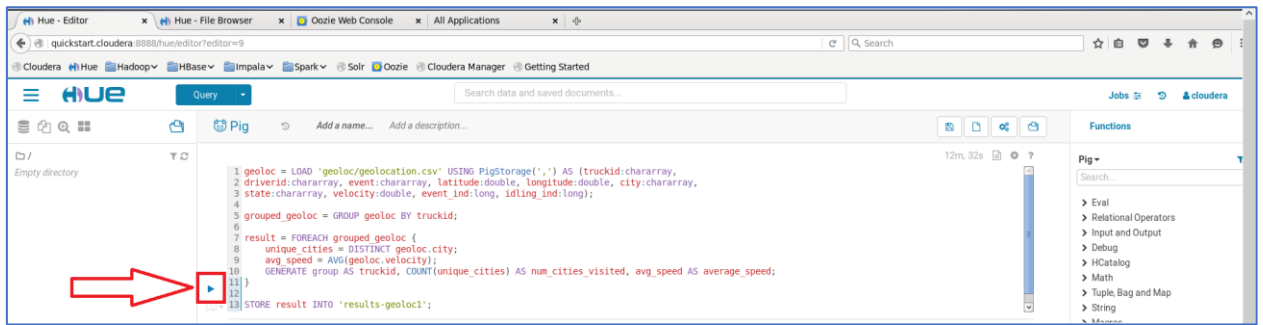 Hue - Editor × Hue - File Browser × Oozie Web Console × All Applications ×
quickstart.cloudera:8888/hue/editor?editor=9 Search
Cloudera Hue Hadoop HBase Impala Spark Solr Oozie Cloudera Manager Getting Started
HUE Query Search data and saved documents... Jobs cloudera
Pig Add a name... Add a description... Functions
/ 12m, 32s ? Pig
Empty directory Search...
1 geoloc = LOAD 'geoloc/geolocation.csv' USING PigStorage(',') AS (truckid:chararray,
2 driverid:chararray, event:chararray, latitude:double, longitude:double, city:chararray,
3 state:chararray, velocity:double, event_ind:long, idling_ind:long);
4
5 grouped_geoloc = GROUP geoloc BY truckid;
6
7 result = FOREACH grouped_geoloc {
8 unique_cities = DISTINCT geoloc.city;
9 avg_speed = AVG(geoloc.velocity);
10 GENERATE group AS truckid, COUNT(unique_cities) AS num_cities_visited, avg_speed AS average_speed;
11 }
12
13 STORE result INTO 'results-geoloc1';
Eval
Relational Operators
Input and Output
Debug
HCatalog
Math
Tuple, Bag and Map
String
Macros